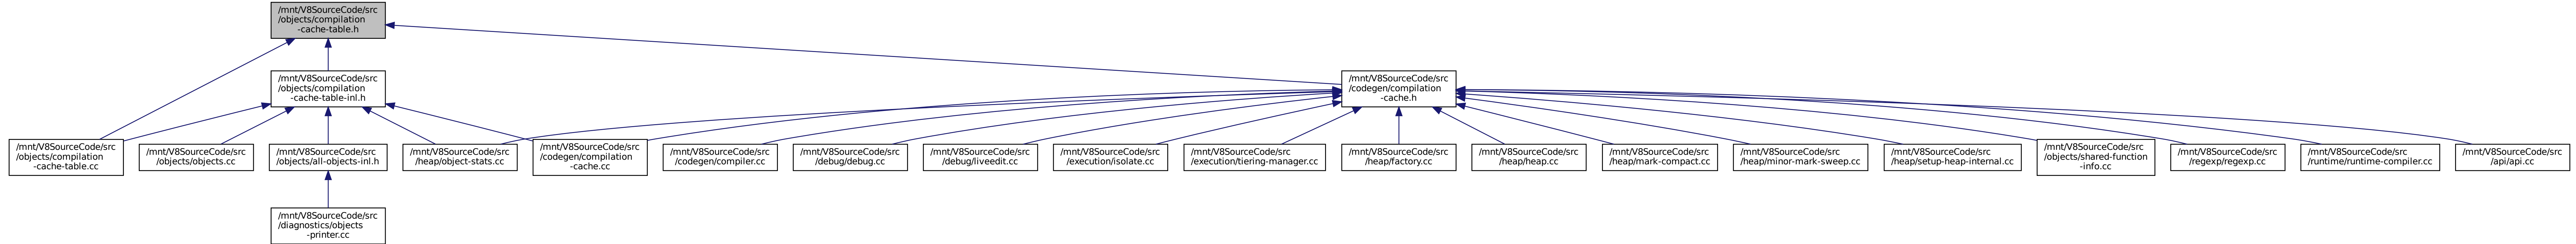 /mnt/V8SourceCode/src
/objects/compilation
-cache-table.h
/mnt/V8SourceCode/src
/objects/compilation
-cache-table-inl.h
/mnt/V8SourceCode/src
/codegen/compilation
-cache.h
/mnt/V8SourceCode/src
/objects/compilation
-cache-table.cc
/mnt/V8SourceCode/src
/objects/objects.cc
/mnt/V8SourceCode/src
/objects/all-objects-inl.h
/mnt/V8SourceCode/src
/heap/object-stats.cc
/mnt/V8SourceCode/src
/codegen/compilation
-cache.cc
/mnt/V8SourceCode/src
/codegen/compiler.cc
/mnt/V8SourceCode/src
/debug/debug.cc
/mnt/V8SourceCode/src
/debug/liveedit.cc
/mnt/V8SourceCode/src
/execution/isolate.cc
/mnt/V8SourceCode/src
/execution/tiering-manager.cc
/mnt/V8SourceCode/src
/heap/factory.cc
/mnt/V8SourceCode/src
/heap/heap.cc
/mnt/V8SourceCode/src
/heap/mark-compact.cc
/mnt/V8SourceCode/src
/heap/minor-mark-sweep.cc
/mnt/V8SourceCode/src
/heap/setup-heap-internal.cc
/mnt/V8SourceCode/src
/objects/shared-function
-info.cc
/mnt/V8SourceCode/src
/regexp/regexp.cc
/mnt/V8SourceCode/src
/runtime/runtime-compiler.cc
/mnt/V8SourceCode/src
/api/api.cc
/mnt/V8SourceCode/src
/diagnostics/objects
-printer.cc